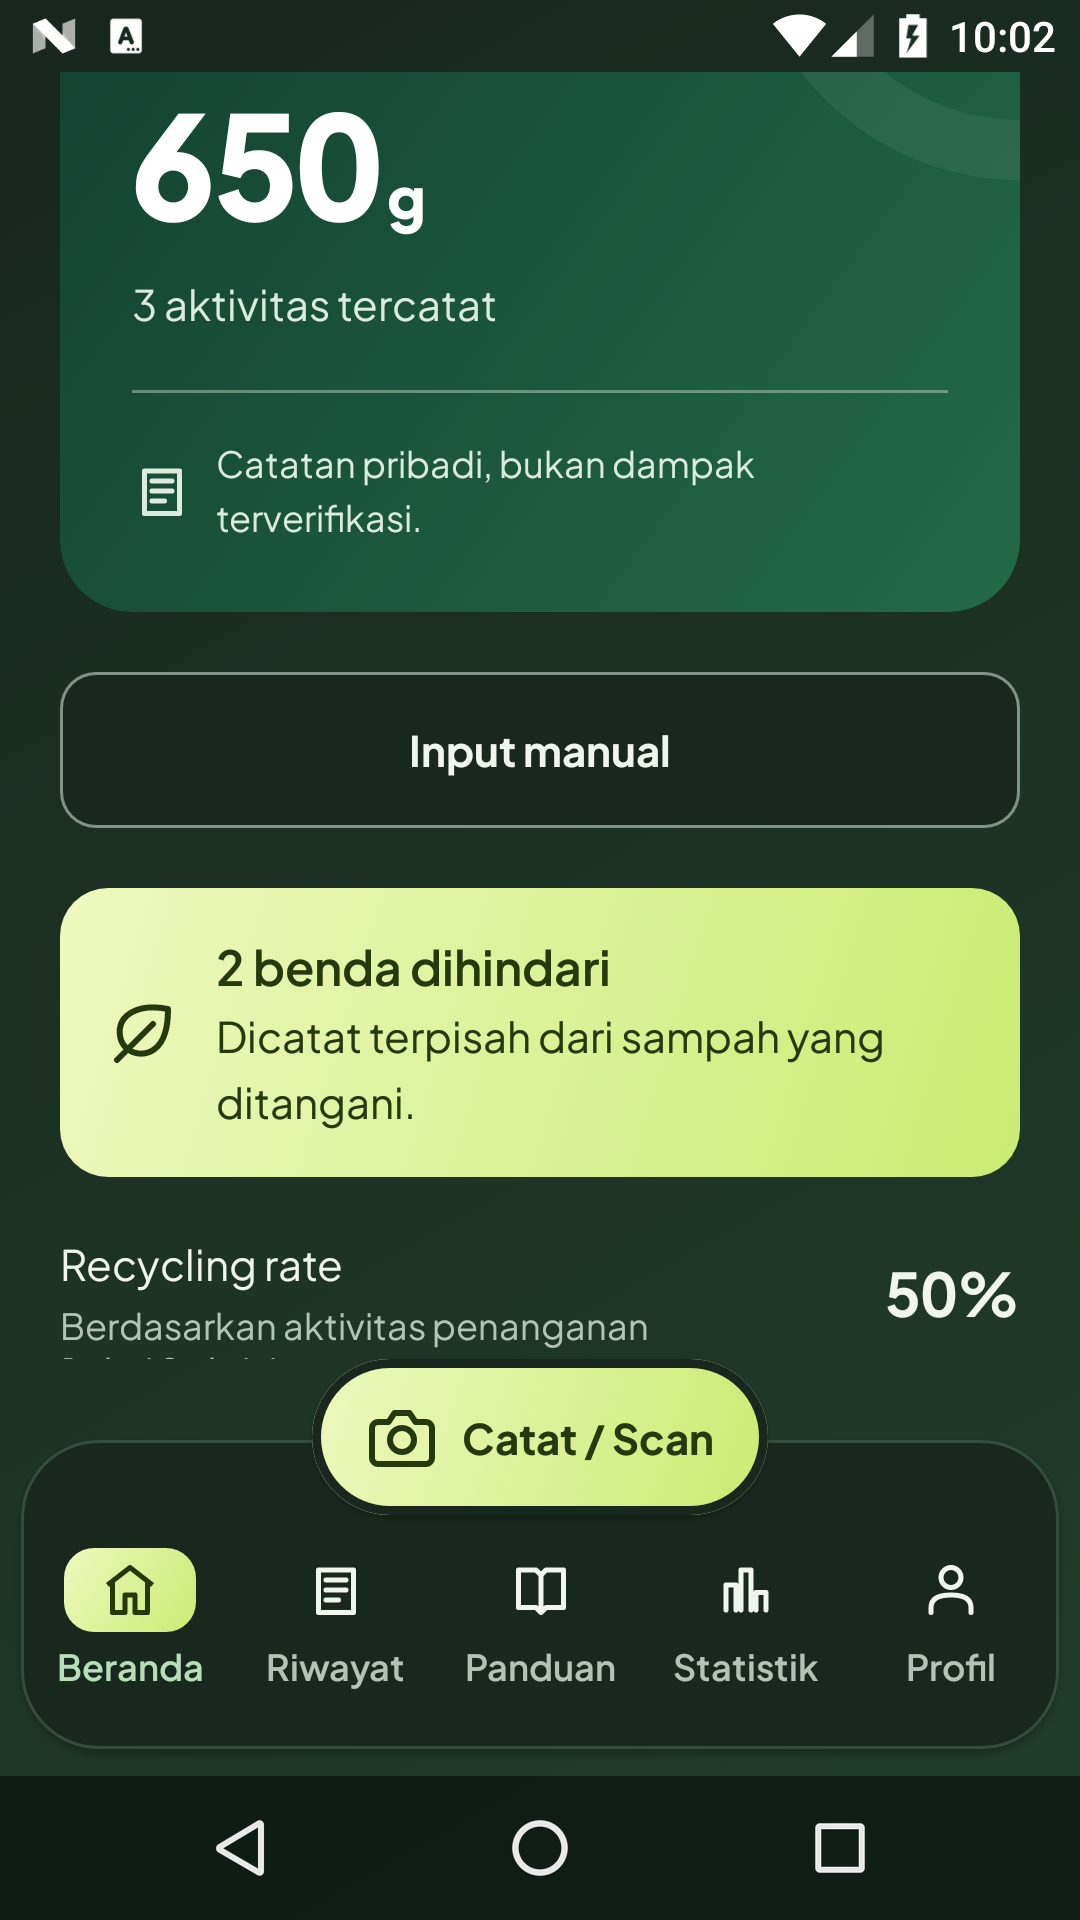 10:02
650g
3 aktivitas tercatat
Catatan pribadi, bukan dampak
terverifikasi.
Input manual
2 benda dihindari
Dicatat terpisah dari sampah yang
ditangani.
Recycling rate
50%
Berdasarkan aktivitas penanganan
Catat / Scan
Beranda
Riwayat
Panduan
Statistik
Profil